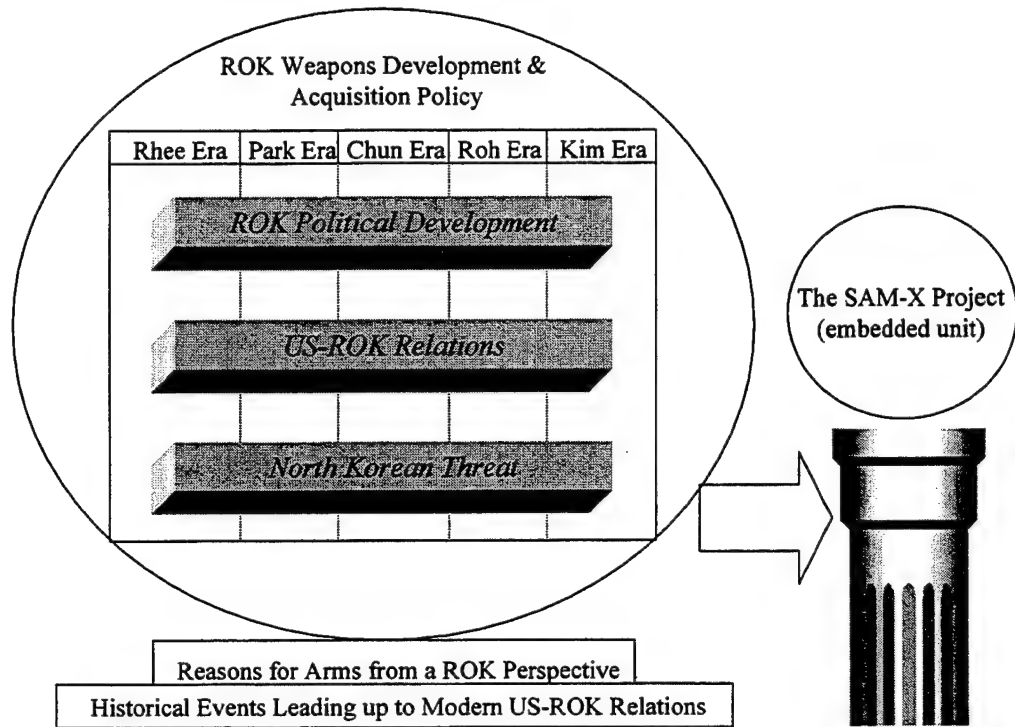 ROK Weapons Development &
Acquisition Policy
Rhee Era Park Era Chun Era Roh Era Kim Era
ROK Political Development
US-ROK Relations
North Korean Threat
The SAM-X Project
(embedded unit)
Reasons for Arms from a ROK Perspective
Historical Events Leading up to Modern US-ROK Relations